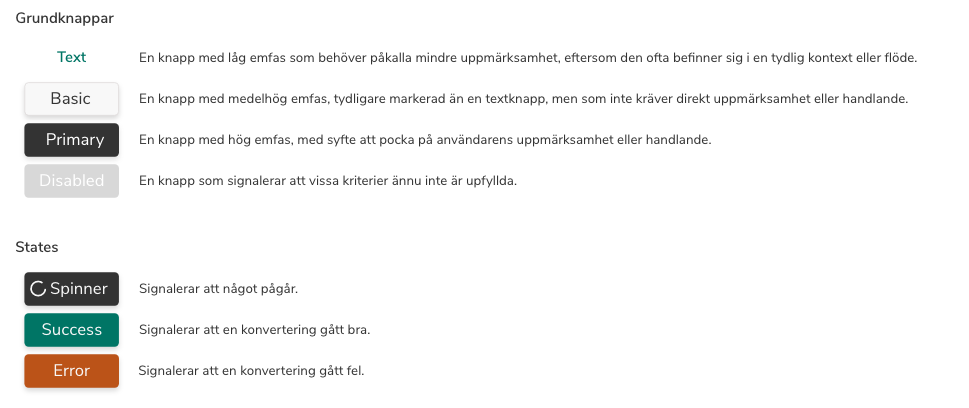 Grundknappar
Text
En knapp med låg emfas som behöver påkalla mindre uppmärksamhet, eftersom den ofta befinner sig i en tydlig kontext eller flöde.
Basic
En knapp med medelhög emfas, tydligare markerad än en textknapp, men som inte kräver direkt uppmärksamhet eller handlande.
Primary
En knapp med hög emfas, med syfte att pocka på användarens uppmärksamhet eller handlande.
Disabled
En knapp som signalerar att vissa kriterier ännu inte är upfyllda.
States
Spinner
Signalerar att något pågår.
Success
Signalerar att en konvertering gått bra.
Error
Signalerar att en konvertering gått fel.